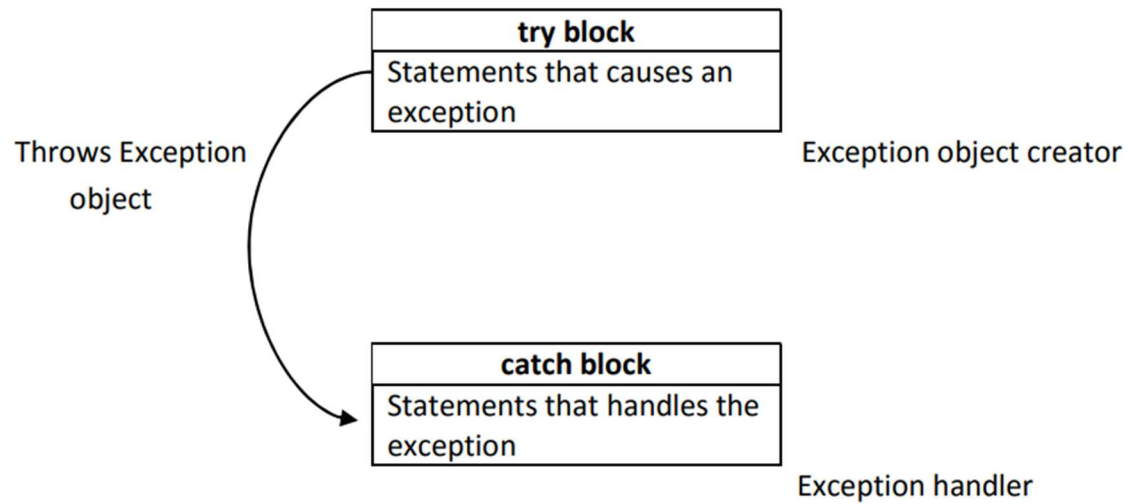 try block
Statements that causes an
exception
Throws Exception
object
Exception object creator
catch block
Statements that handles the
exception
Exception handler